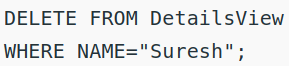 DELETE FROM DetailsView
WHERE NAME="Suresh";